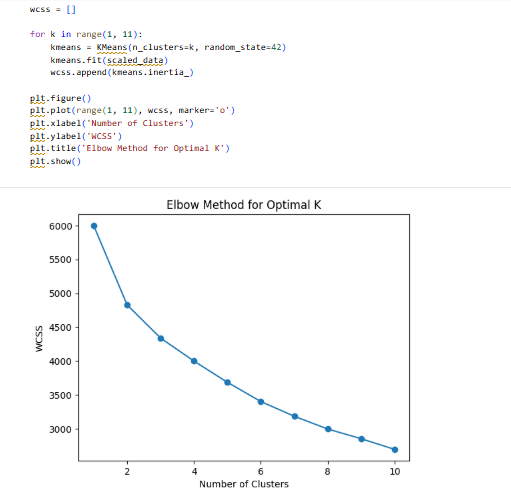 wcss = []
for k in range(1, 11):
kmeans = KMeans(n_clusters=k, random_state=42)
kmeans.fit(scaled_data)
wcss.append(kmeans.inertia_)
plt.figure()
plt.plot(range(1, 11), wcss, marker='o')
plt.xlabel('Number of Clusters')
plt.ylabel('WCSS')
plt.title('Elbow Method for Optimal K')
plt.show()
Elbow Method for Optimal K
6000
5500
5000
4500
WCSS
4000
3500
3000
2 4 6 8 10
Number of Clusters